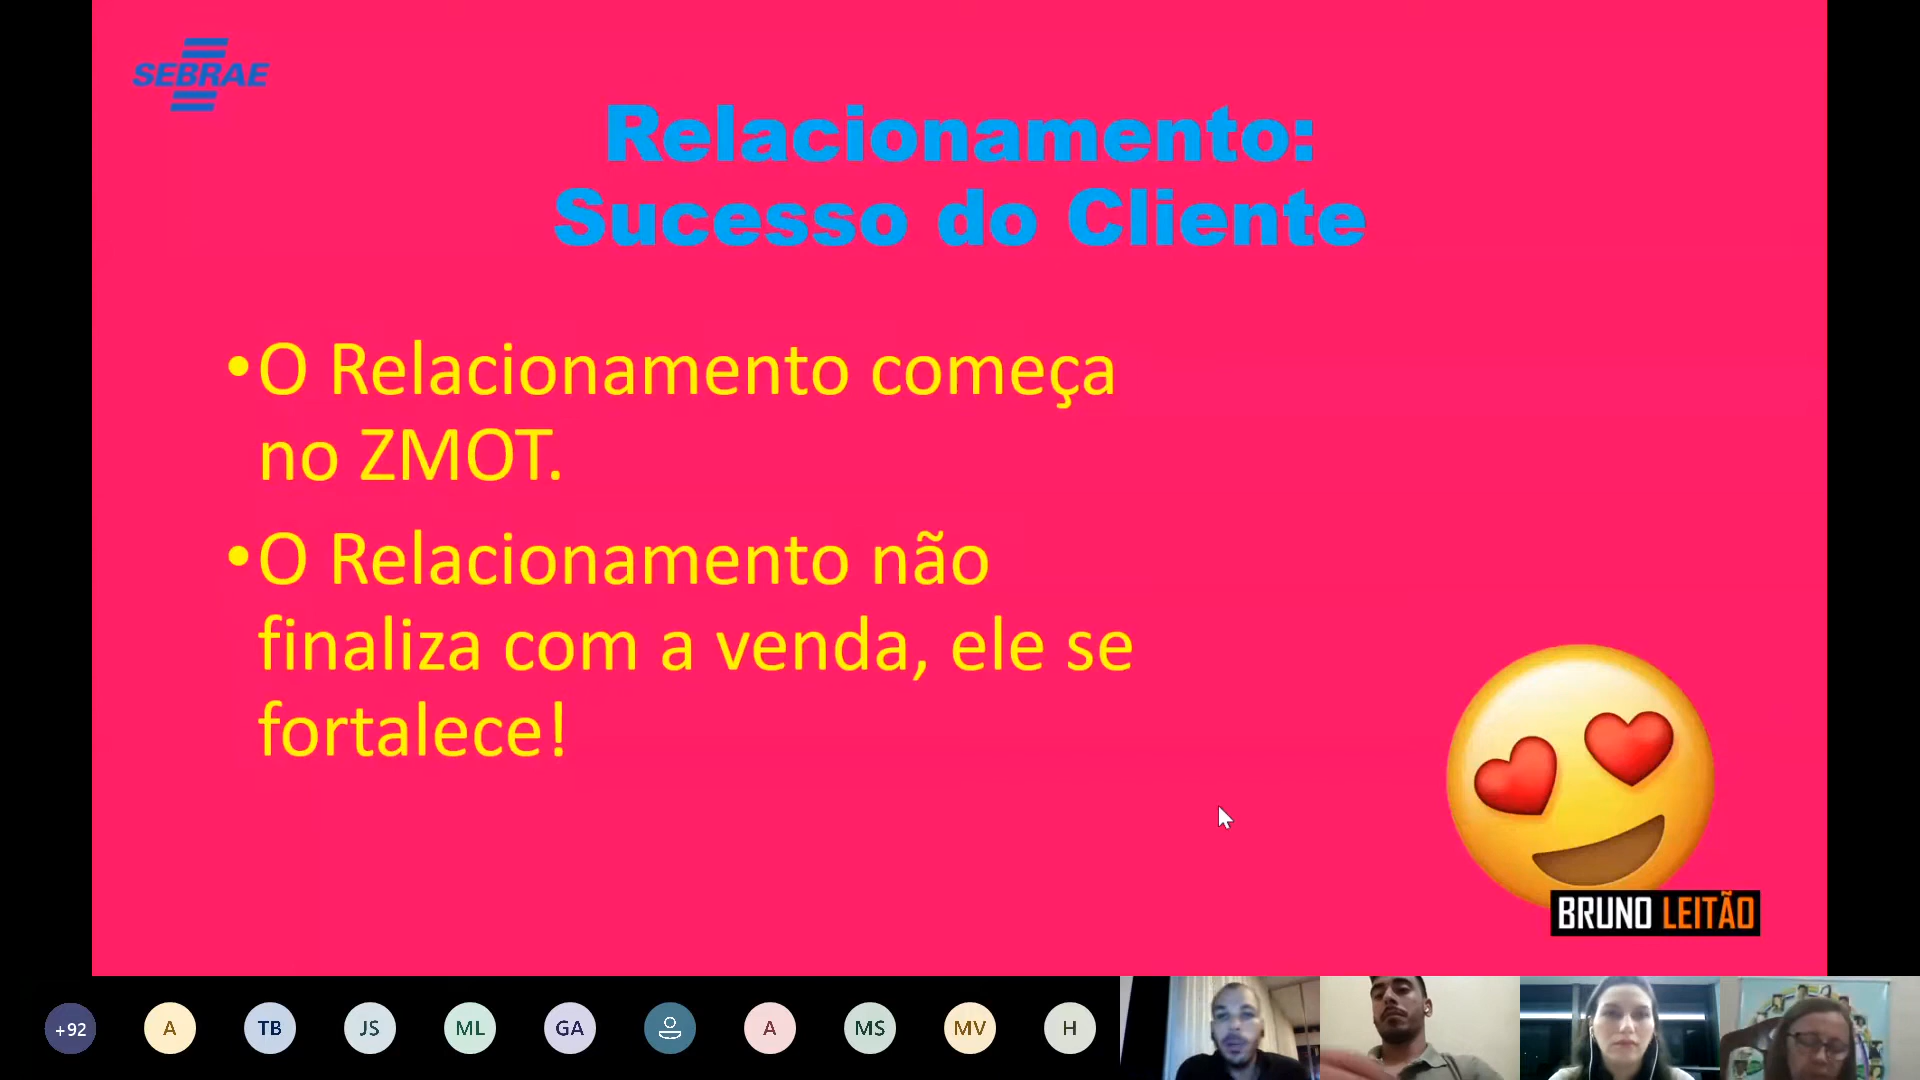 SEBRAE
Relacionamento:
Sucesso do Cliente
•O Relacionamento começa
no ZMOT.
•O Relacionamento não
finaliza com a venda, ele se
fortalece!
BRUNO LEITÃO
+92 A TB JS ML GA A MS MV H